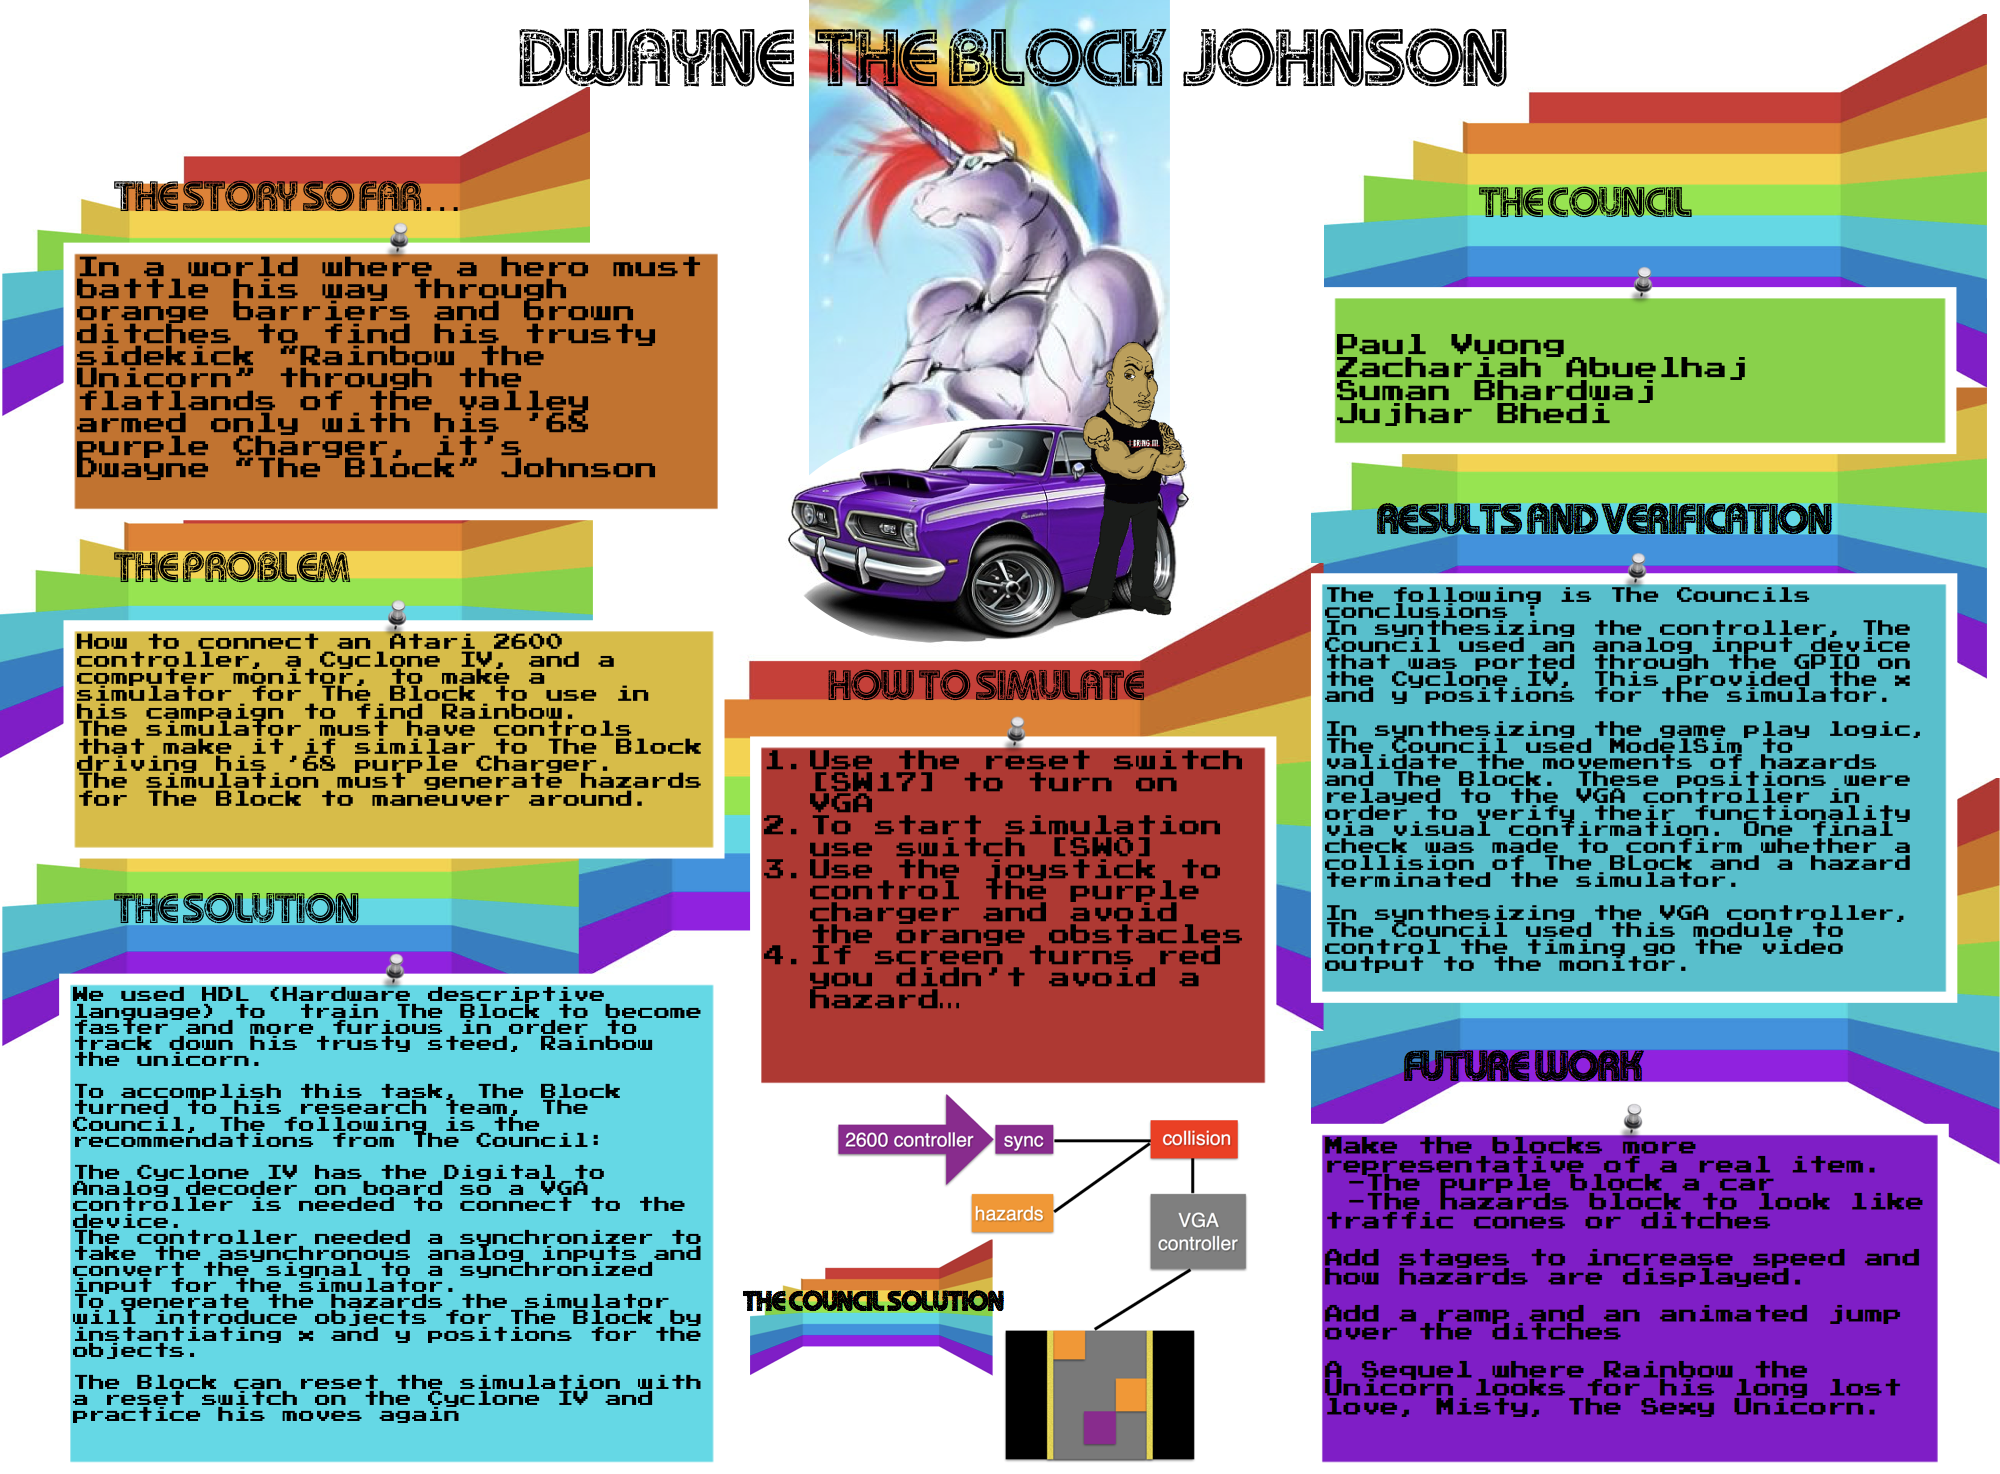 DWAYNE THE BLOCK JOHNSON
THE STORY SO FAR...
In a world where a hero must
battle his way through
orange barriers and brown
ditches to find his trusty
sidekick “Rainbow the
Unicorn” through the
flatlands of the valley
armed only with his ’68
purple Charger, it’s
Dwayne “The Block” Johnson
THE PROBLEM
How to connect an Atari 2600
controller, a Cyclone IV, and a
computer monitor, to make a
simulator for The Block to use in
his campaign to find Rainbow.
The simulator must have controls
that make it if similar to The Block
driving his ’68 purple Charger.
The simulation must generate hazards
for The Block to maneuver around.
THE SOLUTION
We used HDL (Hardware descriptive
language) to train The Block to become
faster and more furious in order to
track down his trusty steed, Rainbow
the unicorn.
To accomplish this task, The Block
turned to his research team, The
Council, The following is the
recommendations from The Council:
The Cyclone IV has the Digital to
Analog decoder on board so a VGA
controller is needed to connect to the
device.
The controller needed a synchronizer to
take the asynchronous analog inputs and
convert the signal to a synchronized
input for the simulator.
To generate the hazards the simulator
will introduce objects for The Block by
instantiating x and y positions for the
objects.
The Block can reset the simulation with
a reset switch on the Cyclone IV and
practice his moves again
BRING IT!
HOW TO SIMULATE
1. Use the reset switch
[SW17] to turn on
VGA
2. To start simulation
use switch [SW0]
3. Use the joystick to
control the purple
charger and avoid
the orange obstacles
4. If screen turns red
you didn’t avoid a
hazard…
2600 controller
sync
collision
hazards
VGA
controller
THE COUNCIL SOLUTION
THE COUNCIL
Paul Vuong
Zachariah Abuelhaj
Suman Bhardwaj
Jujhar Bhedi
RESULTS AND VERIFICATION
The following is The Councils
conclusions :
In synthesizing the controller, The
Council used an analog input device
that was ported through the GPIO on
the Cyclone IV, This provided the x
and y positions for the simulator.
In synthesizing the game play logic,
The Council used ModelSim to
validate the movements of hazards
and The Block. These positions were
relayed to the VGA controller in
order to verify their functionality
via visual confirmation. One final
check was made to confirm whether a
collision of The BLock and a hazard
terminated the simulator.
In synthesizing the VGA controller,
The Council used this module to
control the timing go the video
output to the monitor.
FUTURE WORK
Make the blocks more
representative of a real item.
-The purple block a car
-The hazards block to look like
traffic cones or ditches
Add stages to increase speed and
how hazards are displayed.
Add a ramp and an animated jump
over the ditches
A Sequel where Rainbow the
Unicorn looks for his long lost
love, Misty, The Sexy Unicorn.